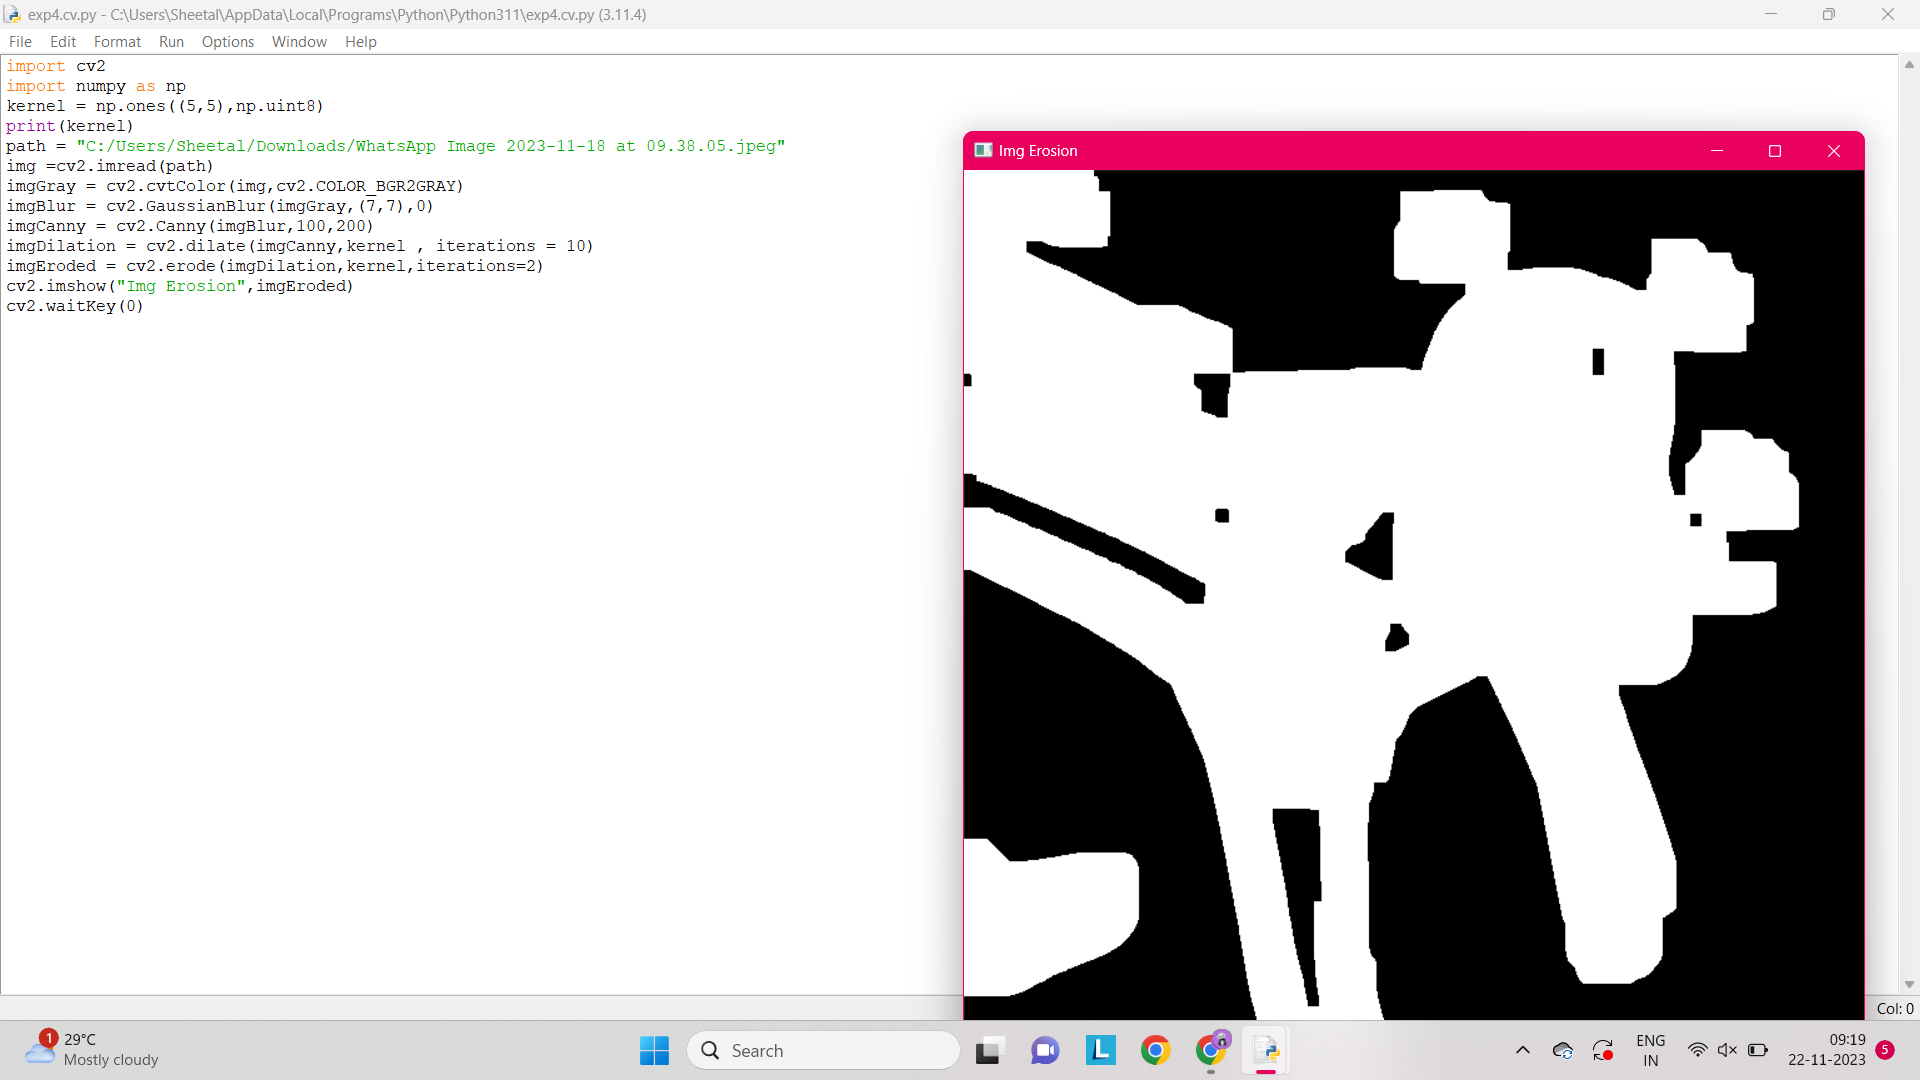 exp4.cv.py - C:\Users\Sheetal\AppData\Local\Programs\Python\Python311\exp4.cv.py (3.11.4)
File Edit Format Run Options Window Help
import cv2
import numpy as np
kernel = np.ones((5,5),np.uint8)
print(kernel)
path = "C:/Users/Sheetal/Downloads/WhatsApp Image 2023-11-18 at 09.38.05.jpeg"
img =cv2.imread(path)
imgGray = cv2.cvtColor(img,cv2.COLOR_BGR2GRAY)
imgBlur = cv2.GaussianBlur(imgGray,(7,7),0)
imgCanny = cv2.Canny(imgBlur,100,200)
imgDilation = cv2.dilate(imgCanny,kernel , iterations = 10)
imgEroded = cv2.erode(imgDilation,kernel,iterations=2)
cv2.imshow("Img Erosion",imgEroded)
cv2.waitKey(0)
Img Erosion
Col: 0
1
29°C
Mostly cloudy
Search
L
ENG
IN
09:19
22-11-2023
5